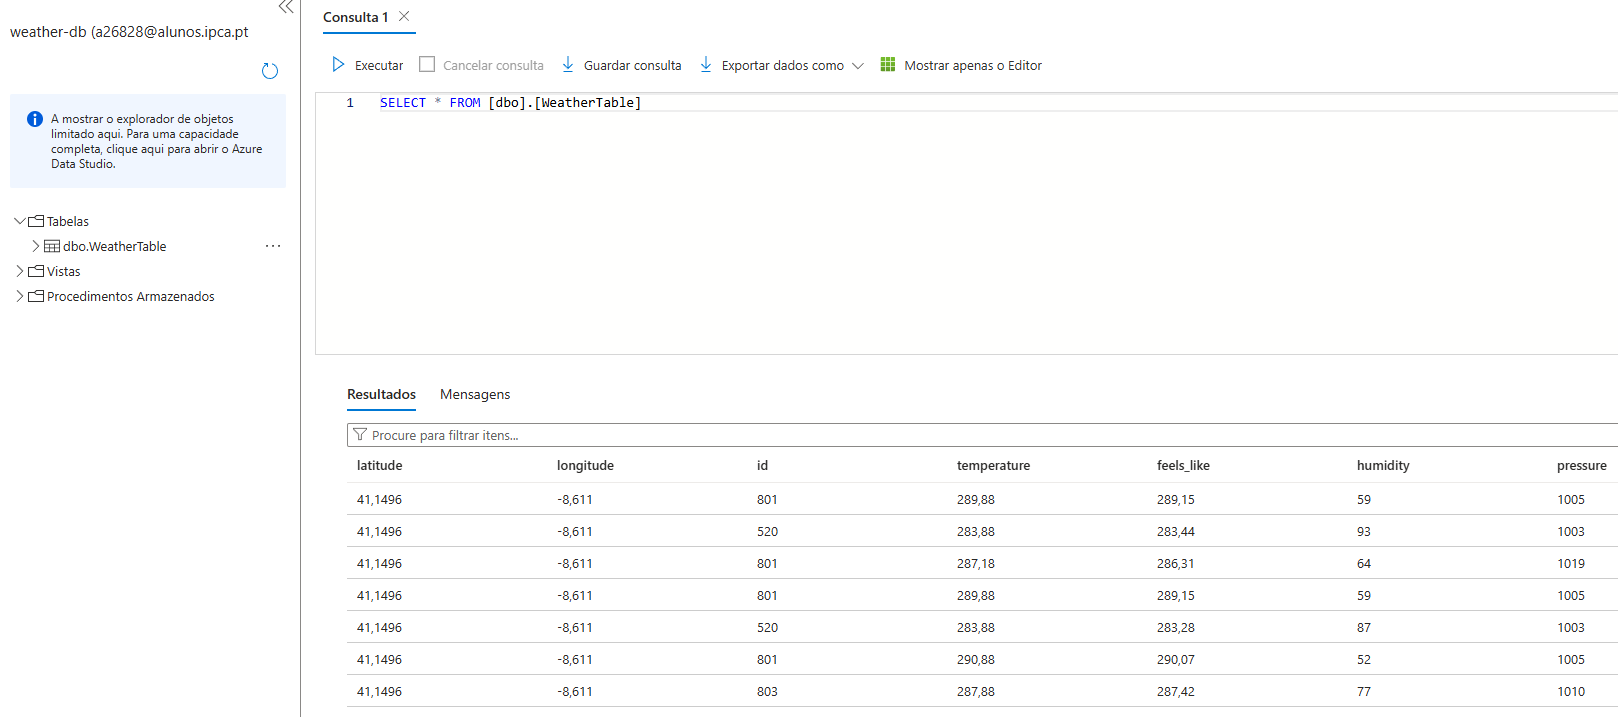 weather-db (a26828@alunos.ipca.pt
A mostrar o explorador de objetos
limitado aqui. Para uma capacidade
completa, clique aqui para abrir o Azure
Data Studio.
Tabelas
dbo.WeatherTable
Vistas
Procedimentos Armazenados
Consulta 1
Executar Cancelar consulta Guardar consulta Exportar dados como Mostrar apenas o Editor
1 SELECT * FROM [dbo].[WeatherTable]
Resultados Mensagens
Procure para filtrar itens...
latitude longitude id temperature feels_like humidity pressure
41,1496 -8,611 801 289,88 289,15 59 1005
41,1496 -8,611 520 283,88 283,44 93 1003
41,1496 -8,611 801 287,18 286,31 64 1019
41,1496 -8,611 801 289,88 289,15 59 1005
41,1496 -8,611 520 283,88 283,28 87 1003
41,1496 -8,611 801 290,88 290,07 52 1005
41,1496 -8,611 803 287,88 287,42 77 1010